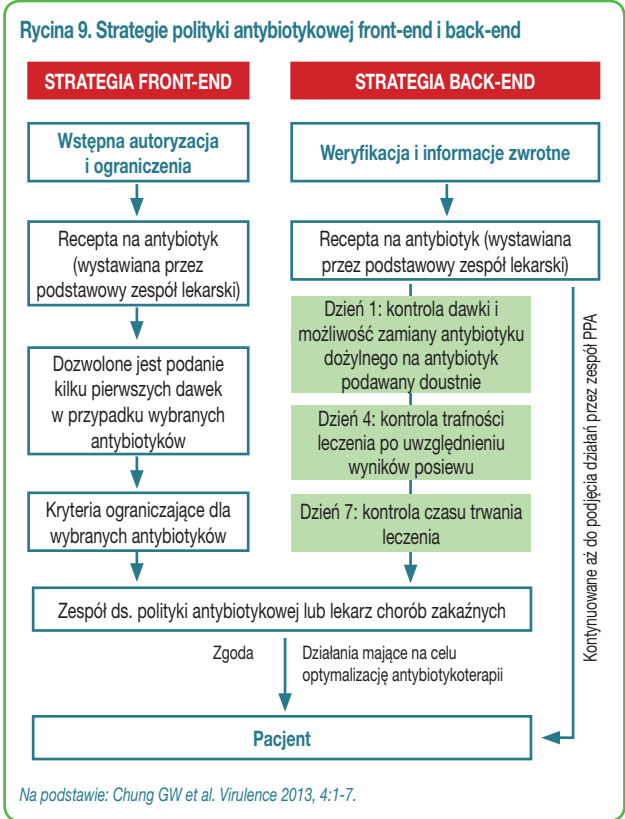 Rycina 9. Strategie polityki antybiotykowej front-end i back-end
STRATEGIA FRONT-END
Wstępna autoryzacja
i ograniczenia
Recepta na antybiotyk
(wystawiana przez
podstawowy zespół lekarski)
Dozwolone jest podanie
kilku pierwszych dawek
w przypadku wybranych
antybiotyków
Kryteria ograniczające dla
wybranych antybiotyków
STRATEGIA BACK-END
Weryfikacja i informacje zwrotne
Recepta na antybiotyk (wystawiana
przez podstawowy zespół lekarski)
Dzień 1: kontrola dawki i
możliwość zamiany antybiotyku
dożylnego na antybiotyk
podawany doustnie
Dzień 4: kontrola trafności
leczenia po uwzględnieniu
wyników posiewu
Dzień 7: kontrola czasu trwania
leczenia
Kontynuowane aż do podjęcia działań przez zespół PPA
Zespół ds. polityki antybiotykowej lub lekarz chorób zakaźnych
Zgoda
Działania mające na celu
optymalizację antybiotykoterapii
Pacjent
Na podstawie: Chung GW et al. Virulence 2013, 4:1-7.